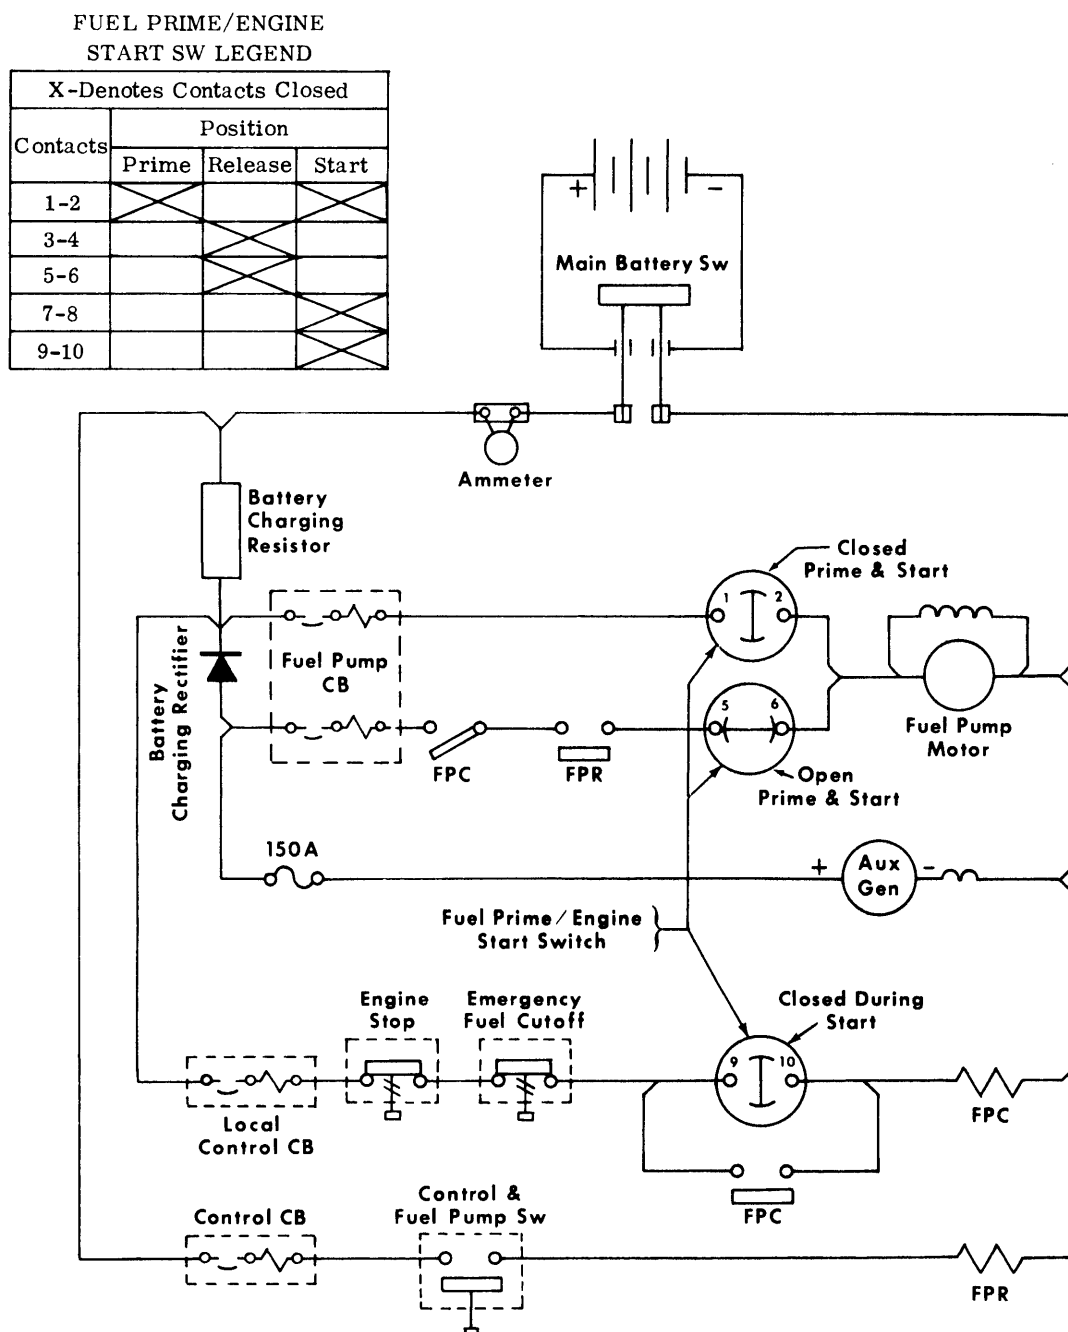 FUEL PRIME/ENGINE
START SW LEGEND
X-Denotes Contacts Closed
Contacts
Position
Prime Release Start
1-2
3-4
5-6
7-8
9-10
+ -
Main Battery Sw
Ammeter
Battery
Charging
Resistor
Closed
Prime & Start
1 2
Fuel Pump
CB
Battery
Charging Rectifier
5 6
Fuel Pump
Motor
FPC
FPR
Open
Prime & Start
150A
+ Aux -
Gen
Fuel Prime/Engine
Start Switch
Engine
Stop
Emergency
Fuel Cutoff
Closed During
Start
9 10
Local
Control CB
FPC
FPC
Control CB
Control &
Fuel Pump Sw
FPR